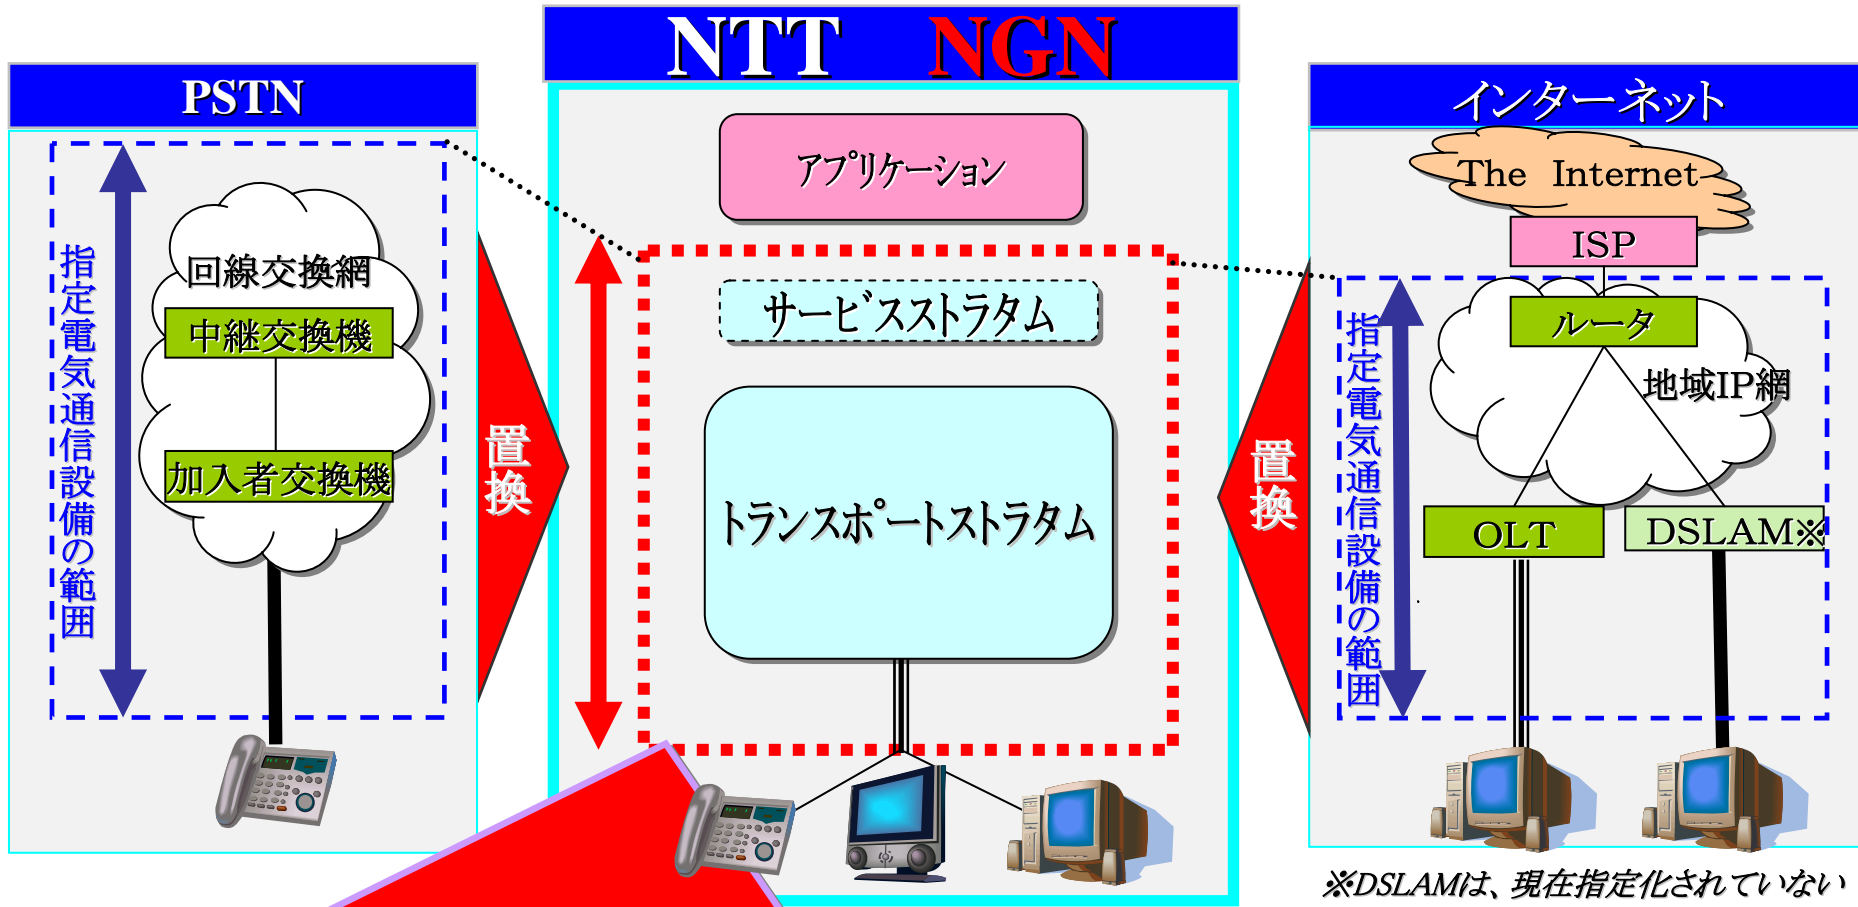 NTT NGN
PSTN
指定電気通信設備の範囲
回線交換網
中継交換機
加入者交換機
置換
アプリケーション
サービスストラタム
トランスポートストラタム
置換
インターネット
The Internet
ISP
指定電気通信設備の範囲
ルータ
地域IP網
OLT
DSLAM※
※DSLAMは、現在指定化されていない